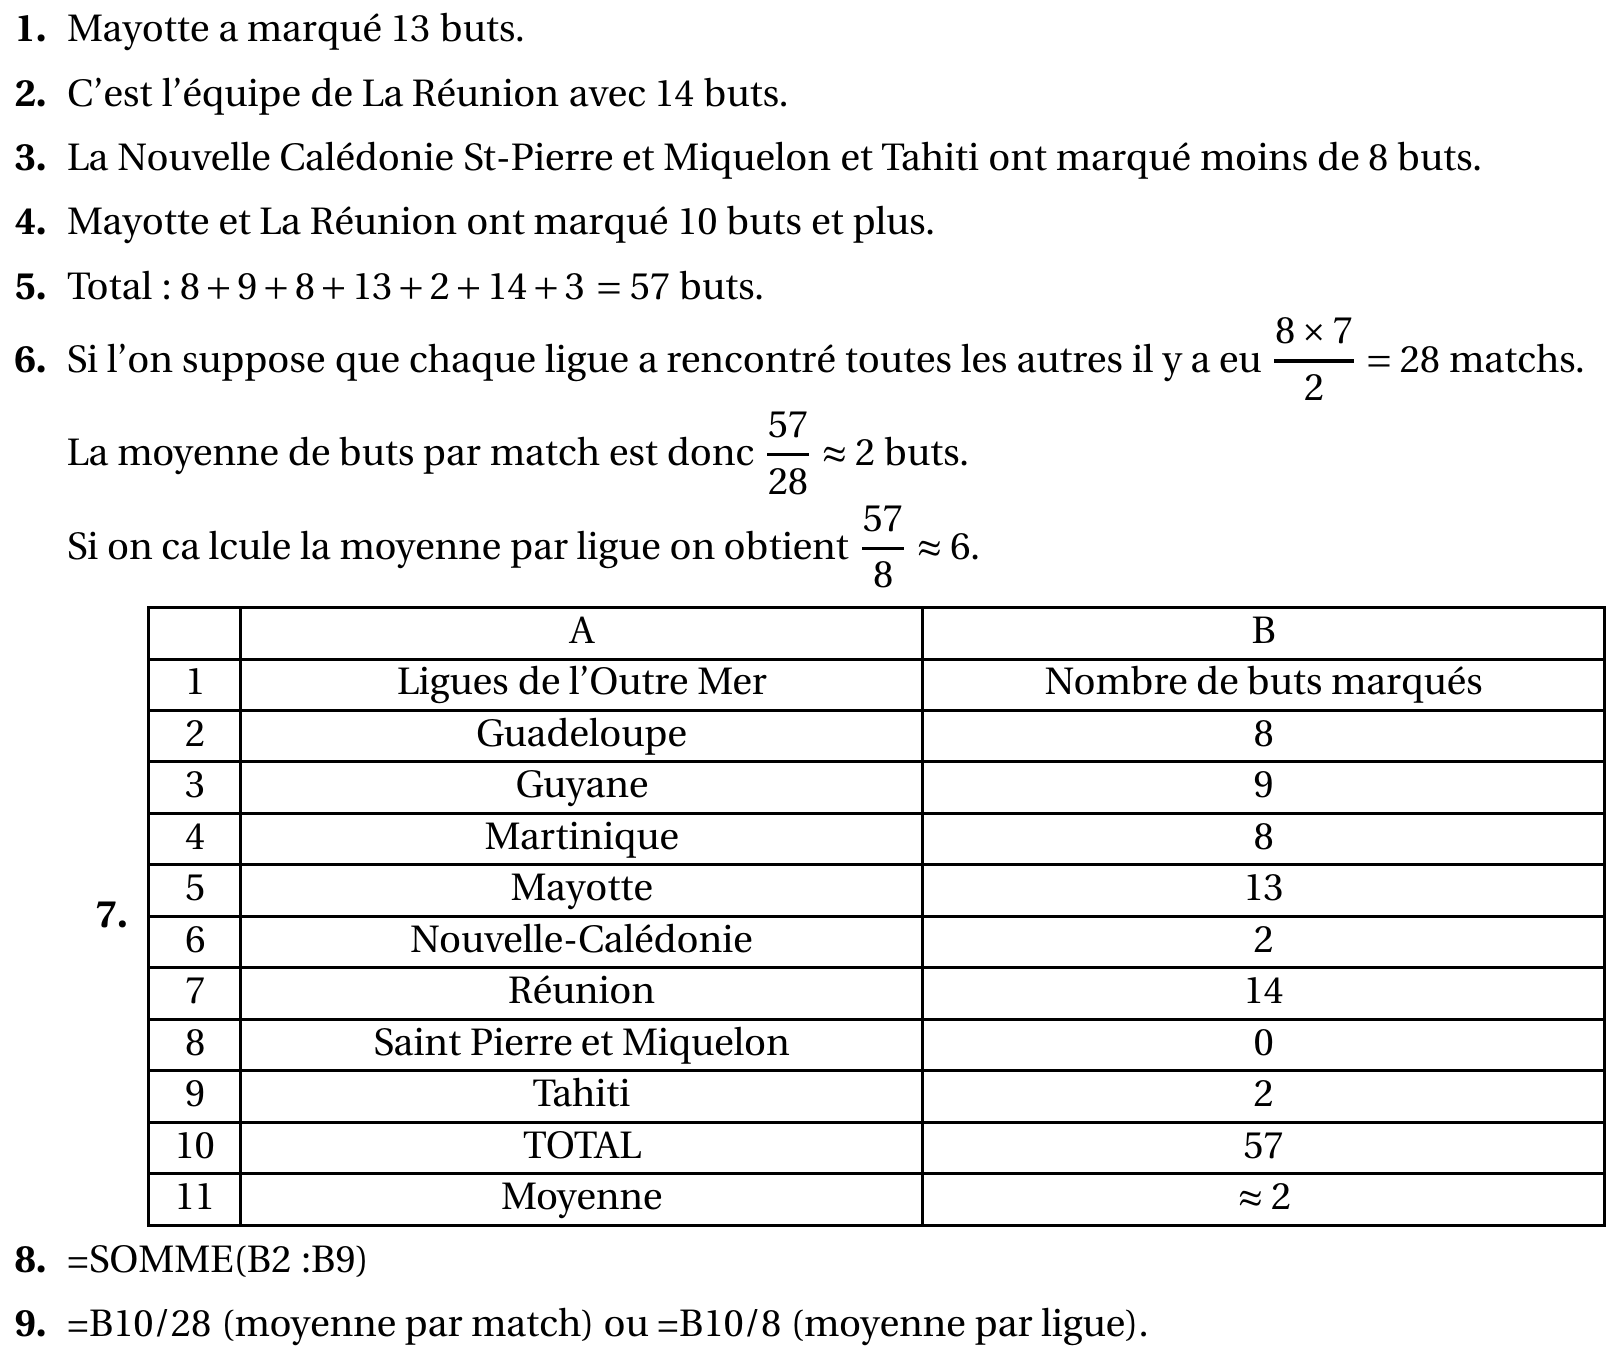 1. Mayotte a marqué 13 buts.
2. C'est l'équipe de La Réunion avec 14 buts.
3. La Nouvelle Calédonie St-Pierre et Miquelon et Tahiti ont marqué moins de 8 buts.
4. Mayotte et La Réunion ont marqué 10 buts et plus.
5. Total : 8 + 9 + 8 + 13 + 2 + 14 + 3 = 57 buts.
6. Si l'on suppose que chaque ligue a rencontré toutes les autres il y a eu \frac{8 × 7}{2} = 28 matchs.
La moyenne de buts par match est donc \frac{57}{28} ≈ 2 buts.
Si on ca lcule la moyenne par ligue on obtient \frac{57}{8} ≈ 6.
7.
A B
1 Ligues de l'Outre Mer Nombre de buts marqués
2 Guadeloupe 8
3 Guyane 9
4 Martinique 8
5 Mayotte 13
6 Nouvelle-Calédonie 2
7 Réunion 14
8 Saint Pierre et Miquelon 0
9 Tahiti 2
10 TOTAL 57
11 Moyenne ≈ 2
8. =SOMME(B2 :B9)
9. =B10/28 (moyenne par match) ou =B10/8 (moyenne par ligue).